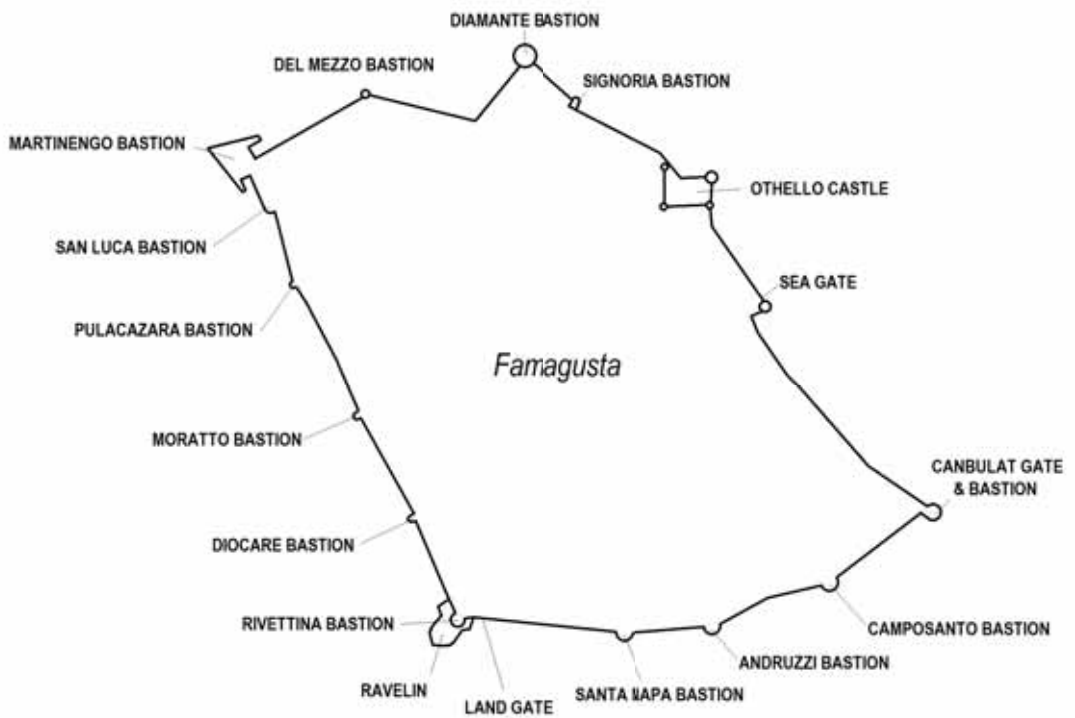 DIAMANTE BASTION
DEL MEZZO BASTION
SIGNORIA BASTION
MARTINENGO BASTION
OTHELLO CASTLE
SAN LUCA BASTION
SEA GATE
PULACAZARA BASTION
Famagusta
MORATTO BASTION
CANBULAT GATE
& BASTION
DIOCARE BASTION
RIVETTINA BASTION
CAMPOSANTO BASTION
ANDRUZZI BASTION
RAVELIN
SANTA NAPA BASTION
LAND GATE